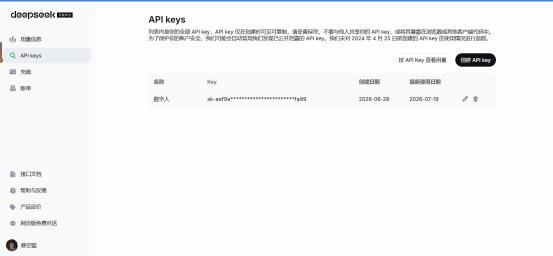 deepseek 开放平台
用量信息
API keys
充值
账单
接口文档
帮助与反馈
产品定价
网页版免费对话
API keys
列表内是你的全部 API key，API key 仅在创建时可见可复制，请妥善保存。不要与他人共享你的 API key，或将其暴露在浏览器或其他客户端代码中。
为了保护你的帐户安全，我们可能会自动禁用我们发现已公开泄露的 API key。我们未对 2024 年 4 月 25 日前创建的 API key 的使用情况进行追踪。
按 API Key 查看用量
创建 API key
名称 Key 创建日期 最新使用日期
数字人 sk-aef9a***********************fa99 2026-06-29 2026-07-19